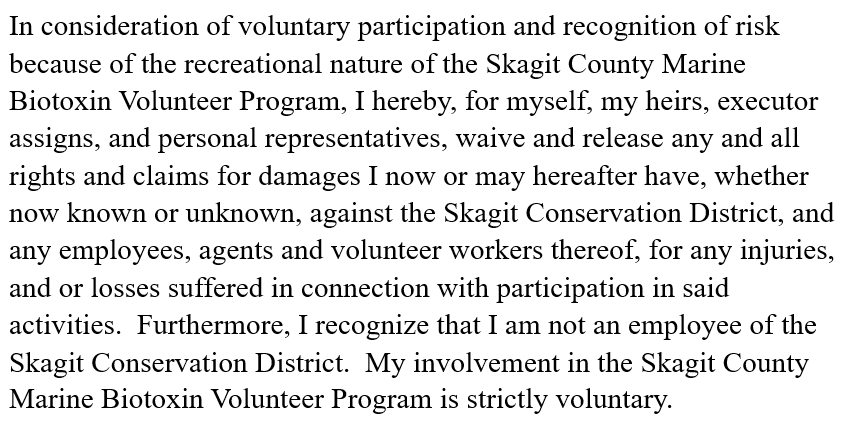 In consideration of voluntary participation and recognition of risk
because of the recreational nature of the Skagit County Marine
Biotoxin Volunteer Program, I hereby, for myself, my heirs, executor
assigns, and personal representatives, waive and release any and all
rights and claims for damages I now or may hereafter have, whether
now known or unknown, against the Skagit Conservation District, and
any employees, agents and volunteer workers thereof, for any injuries,
and or losses suffered in connection with participation in said
activities.  Furthermore, I recognize that I am not an employee of the
Skagit Conservation District.  My involvement in the Skagit County
Marine Biotoxin Volunteer Program is strictly voluntary.